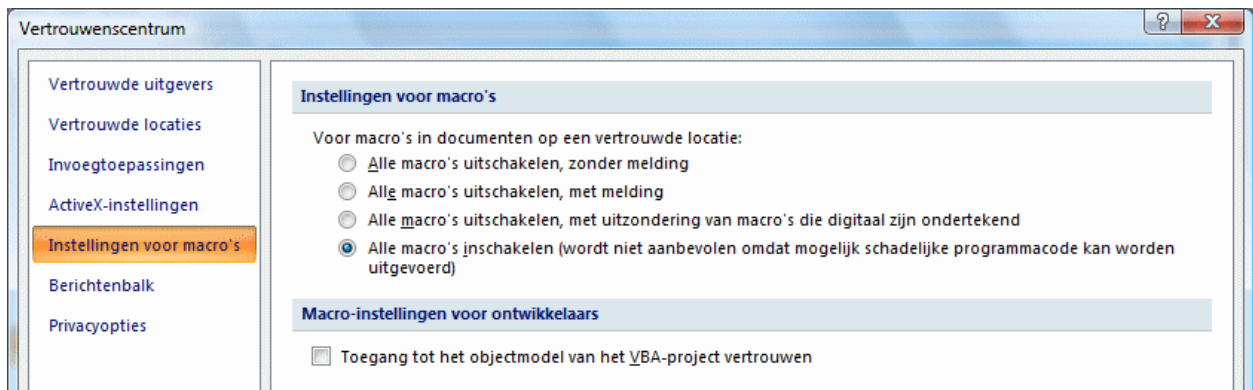 Vertrouwenscentrum
Vertrouwde uitgevers
Vertrouwde locaties
Invoegtoepassingen
ActiveX-instellingen
Instellingen voor macro's
Berichtenbalk
Privacyopties
Instellingen voor macro's
Voor macro's in documenten op een vertrouwde locatie:
Alle macro's uitschakelen, zonder melding
Alle macro's uitschakelen, met melding
Alle macro's uitschakelen, met uitzondering van macro's die digitaal zijn ondertekend
Alle macro's inschakelen (wordt niet aanbevolen omdat mogelijk schadelijke programmacode kan worden
uitgevoerd)
Macro-instellingen voor ontwikkelaars
Toegang tot het objectmodel van het VBA-project vertrouwen